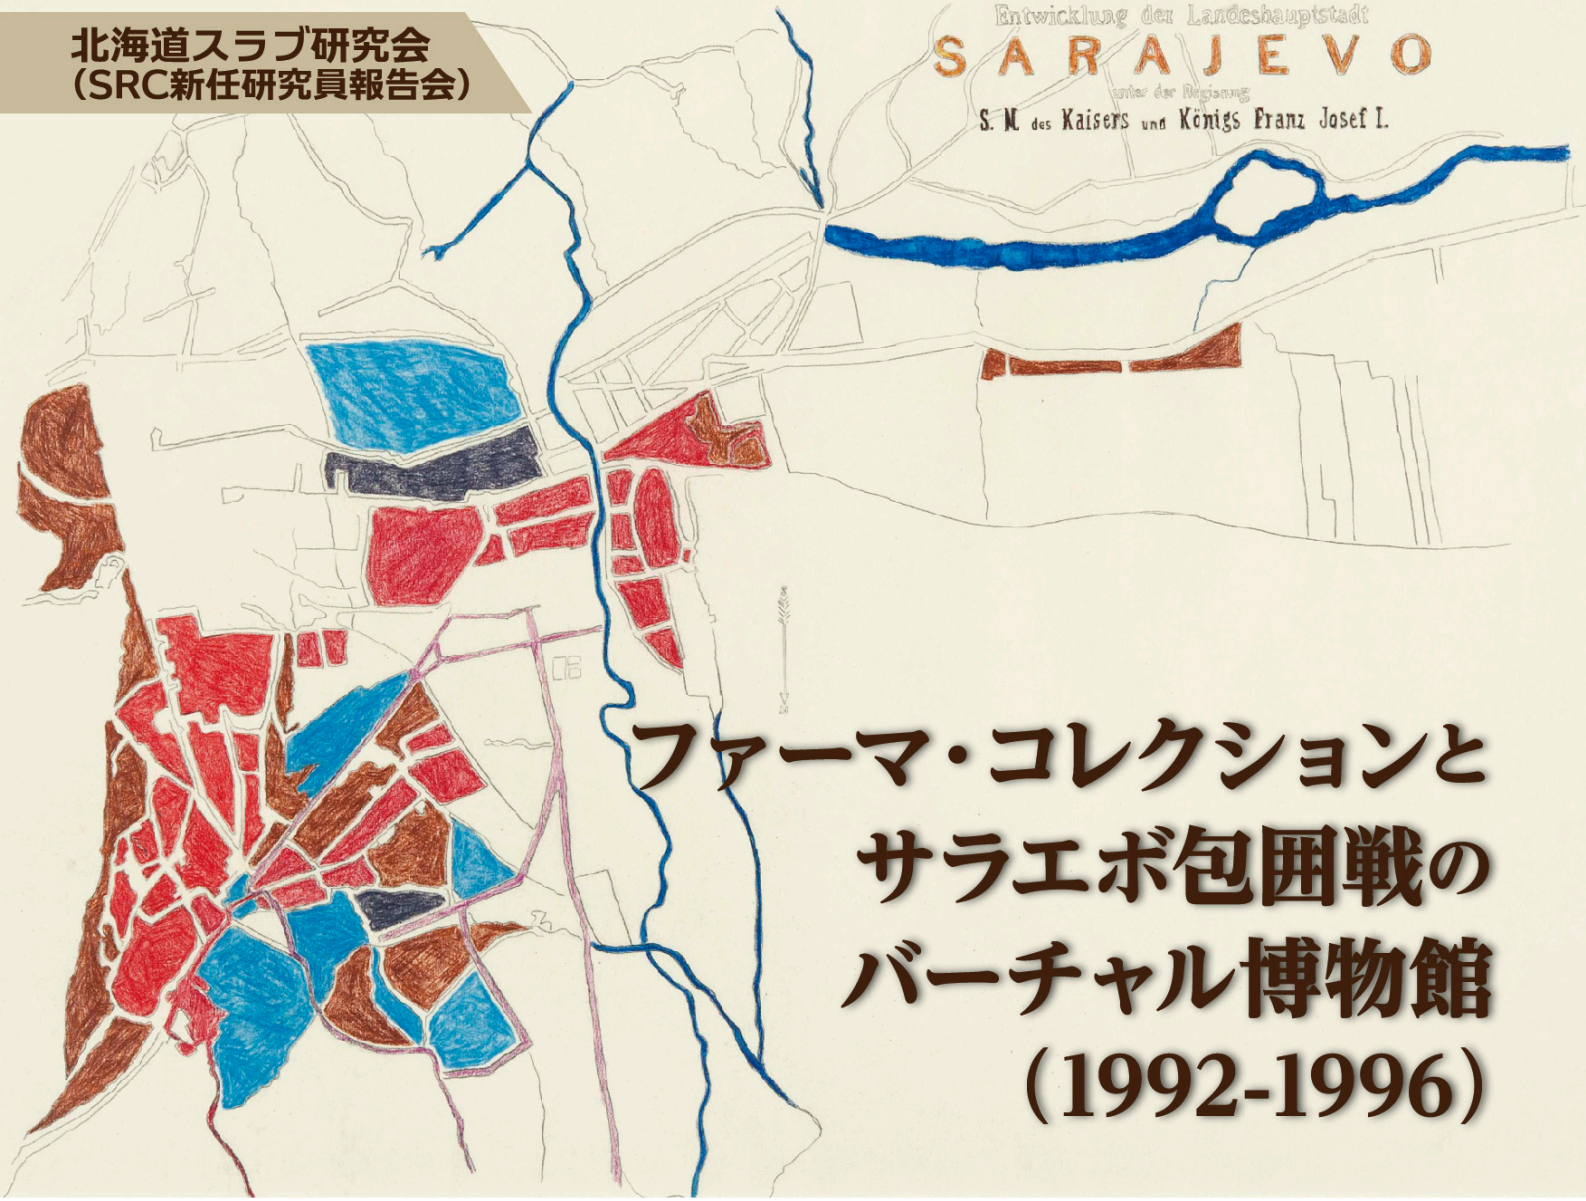 北海道スラブ研究会
（SRC新任研究員報告会）
Entwicklung der Landeshauptstadt
SARAJEVO
unter der Regierung
S. M. des Kaisers und Königs Franz Josef I.
ファーマ・コレクションと
サラエボ包囲戦の
バーチャル博物館
（1992-1996）